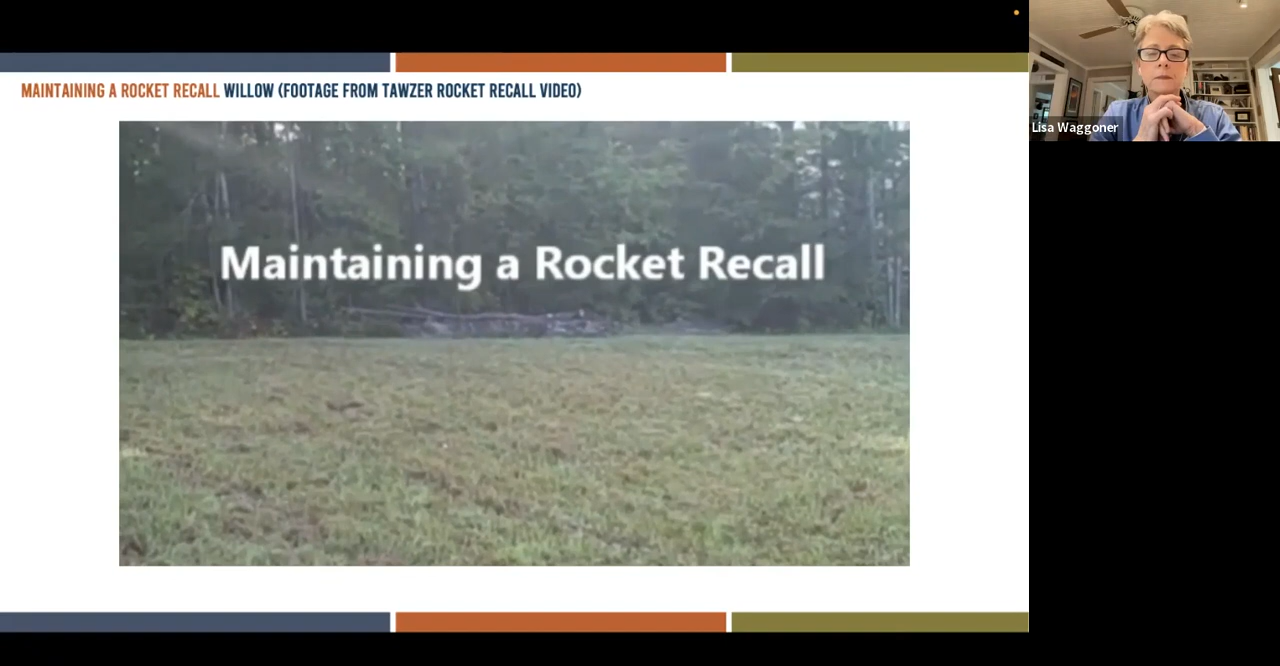 MAINTAINING A ROCKET RECALL WILLOW (FOOTAGE FROM TAWZER ROCKET RECALL VIDEO)
Maintaining a Rocket Recall
Lisa Waggoner